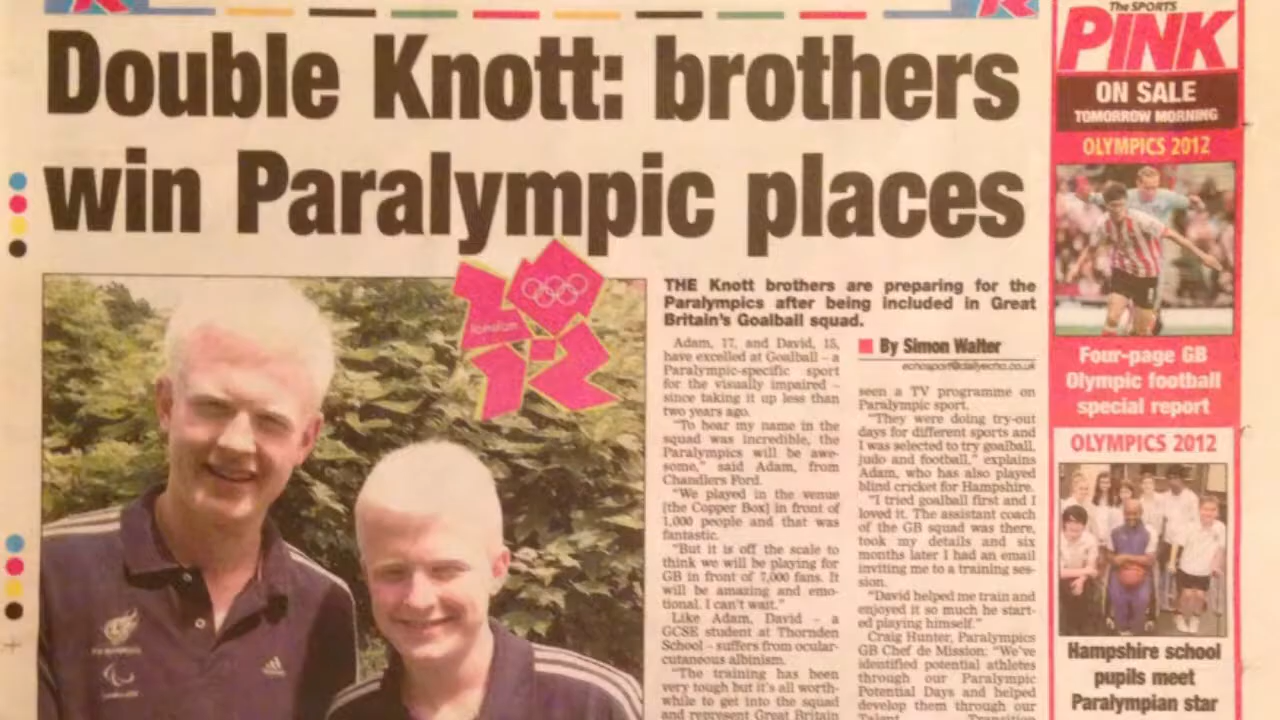 Double Knott: brothers
win Paralympic places
THE Knott brothers are preparing for the
Paralympics after being included in Great
Britain's Goalball squad.
Adam, 17, and David, 15,
have excelled at Goalball – a
Paralympic-specific sport
for the visually impaired –
since taking it up less than
two years ago.
"To hear my name in the
squad was incredible, the
Paralympics will be awe-
some," said Adam, from
Chandlers Ford.
"We played in the venue
[the Copper Box] in front of
1,000 people and that was
fantastic.
"But it is off the scale to
think we will be playing for
GB in front of 7,000 fans. It
will be amazing and emo-
tional. I can't wait."
Like Adam, David – a
GCSE student at Thornden
School – suffers from ocular-
cutaneous albinism.
"The training has been
very tough but it's all worth-
while to get into the squad
and represent Great Britain
By Simon Walter
echosport@dailyecho.co.uk
seen a TV programme on
Paralympic sport.
"They were doing try-out
days for different sports and
I was selected to try goalball,
judo and football," explains
Adam, who has also played
blind cricket for Hampshire.
"I tried goalball first and I
loved it. The assistant coach
of the GB squad was there,
took my details and six
months later I had an email
inviting me to a training ses-
sion.
"David helped me train and
enjoyed it so much he start-
ed playing himself."
Craig Hunter, Paralympics
GB Chef de Mission: "We've
identified potential athletes
through our Paralympic
Potential Days and helped
develop them through our
Talent Transition
The SPORTS
PINK
ON SALE
TOMORROW MORNING
OLYMPICS 2012
Four-page GB
Olympic football
special report
OLYMPICS 2012
Hampshire school
pupils meet
Paralympian star
london
adidas